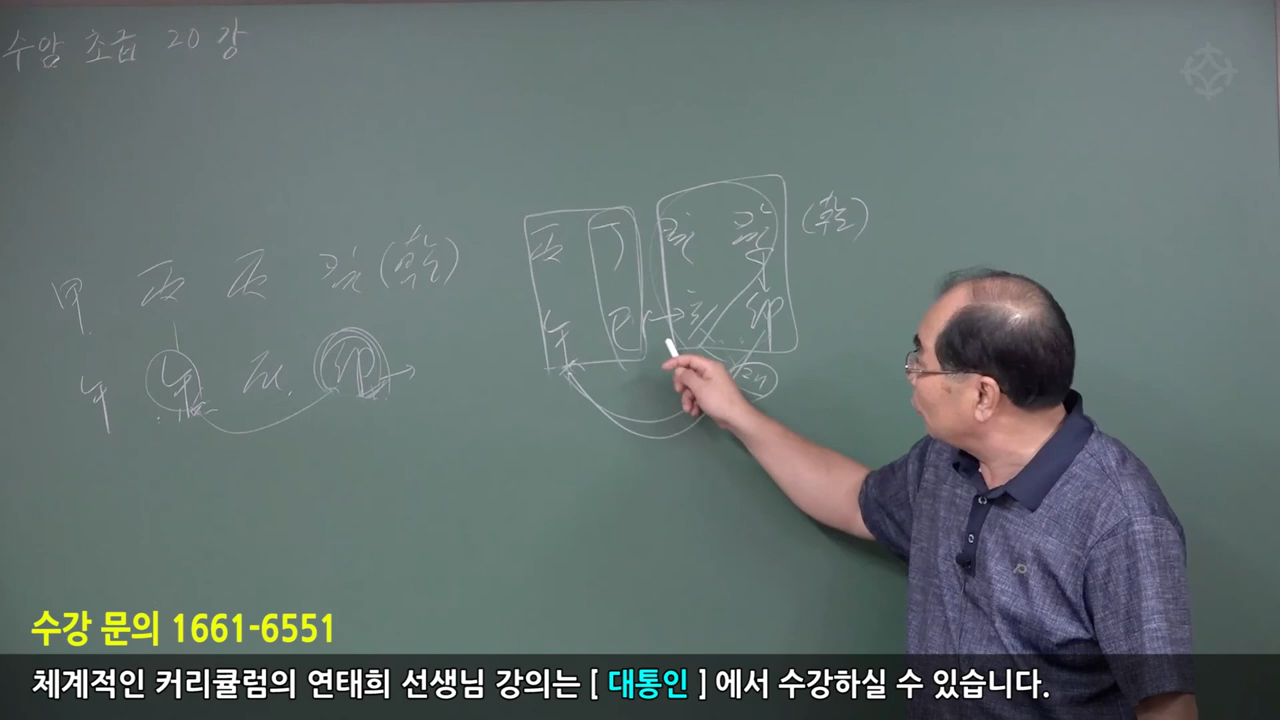 수암 초급 20강
甲 丙 丙 癸 (乾)
午 午 辰 卯
丙 丁 癸 癸 (乾)
午 巳 亥 卯
수강 문의 1661-6551
체계적인 커리큘럼의 연태희 선생님 강의는 [ 대통인 ] 에서 수강하실 수 있습니다.